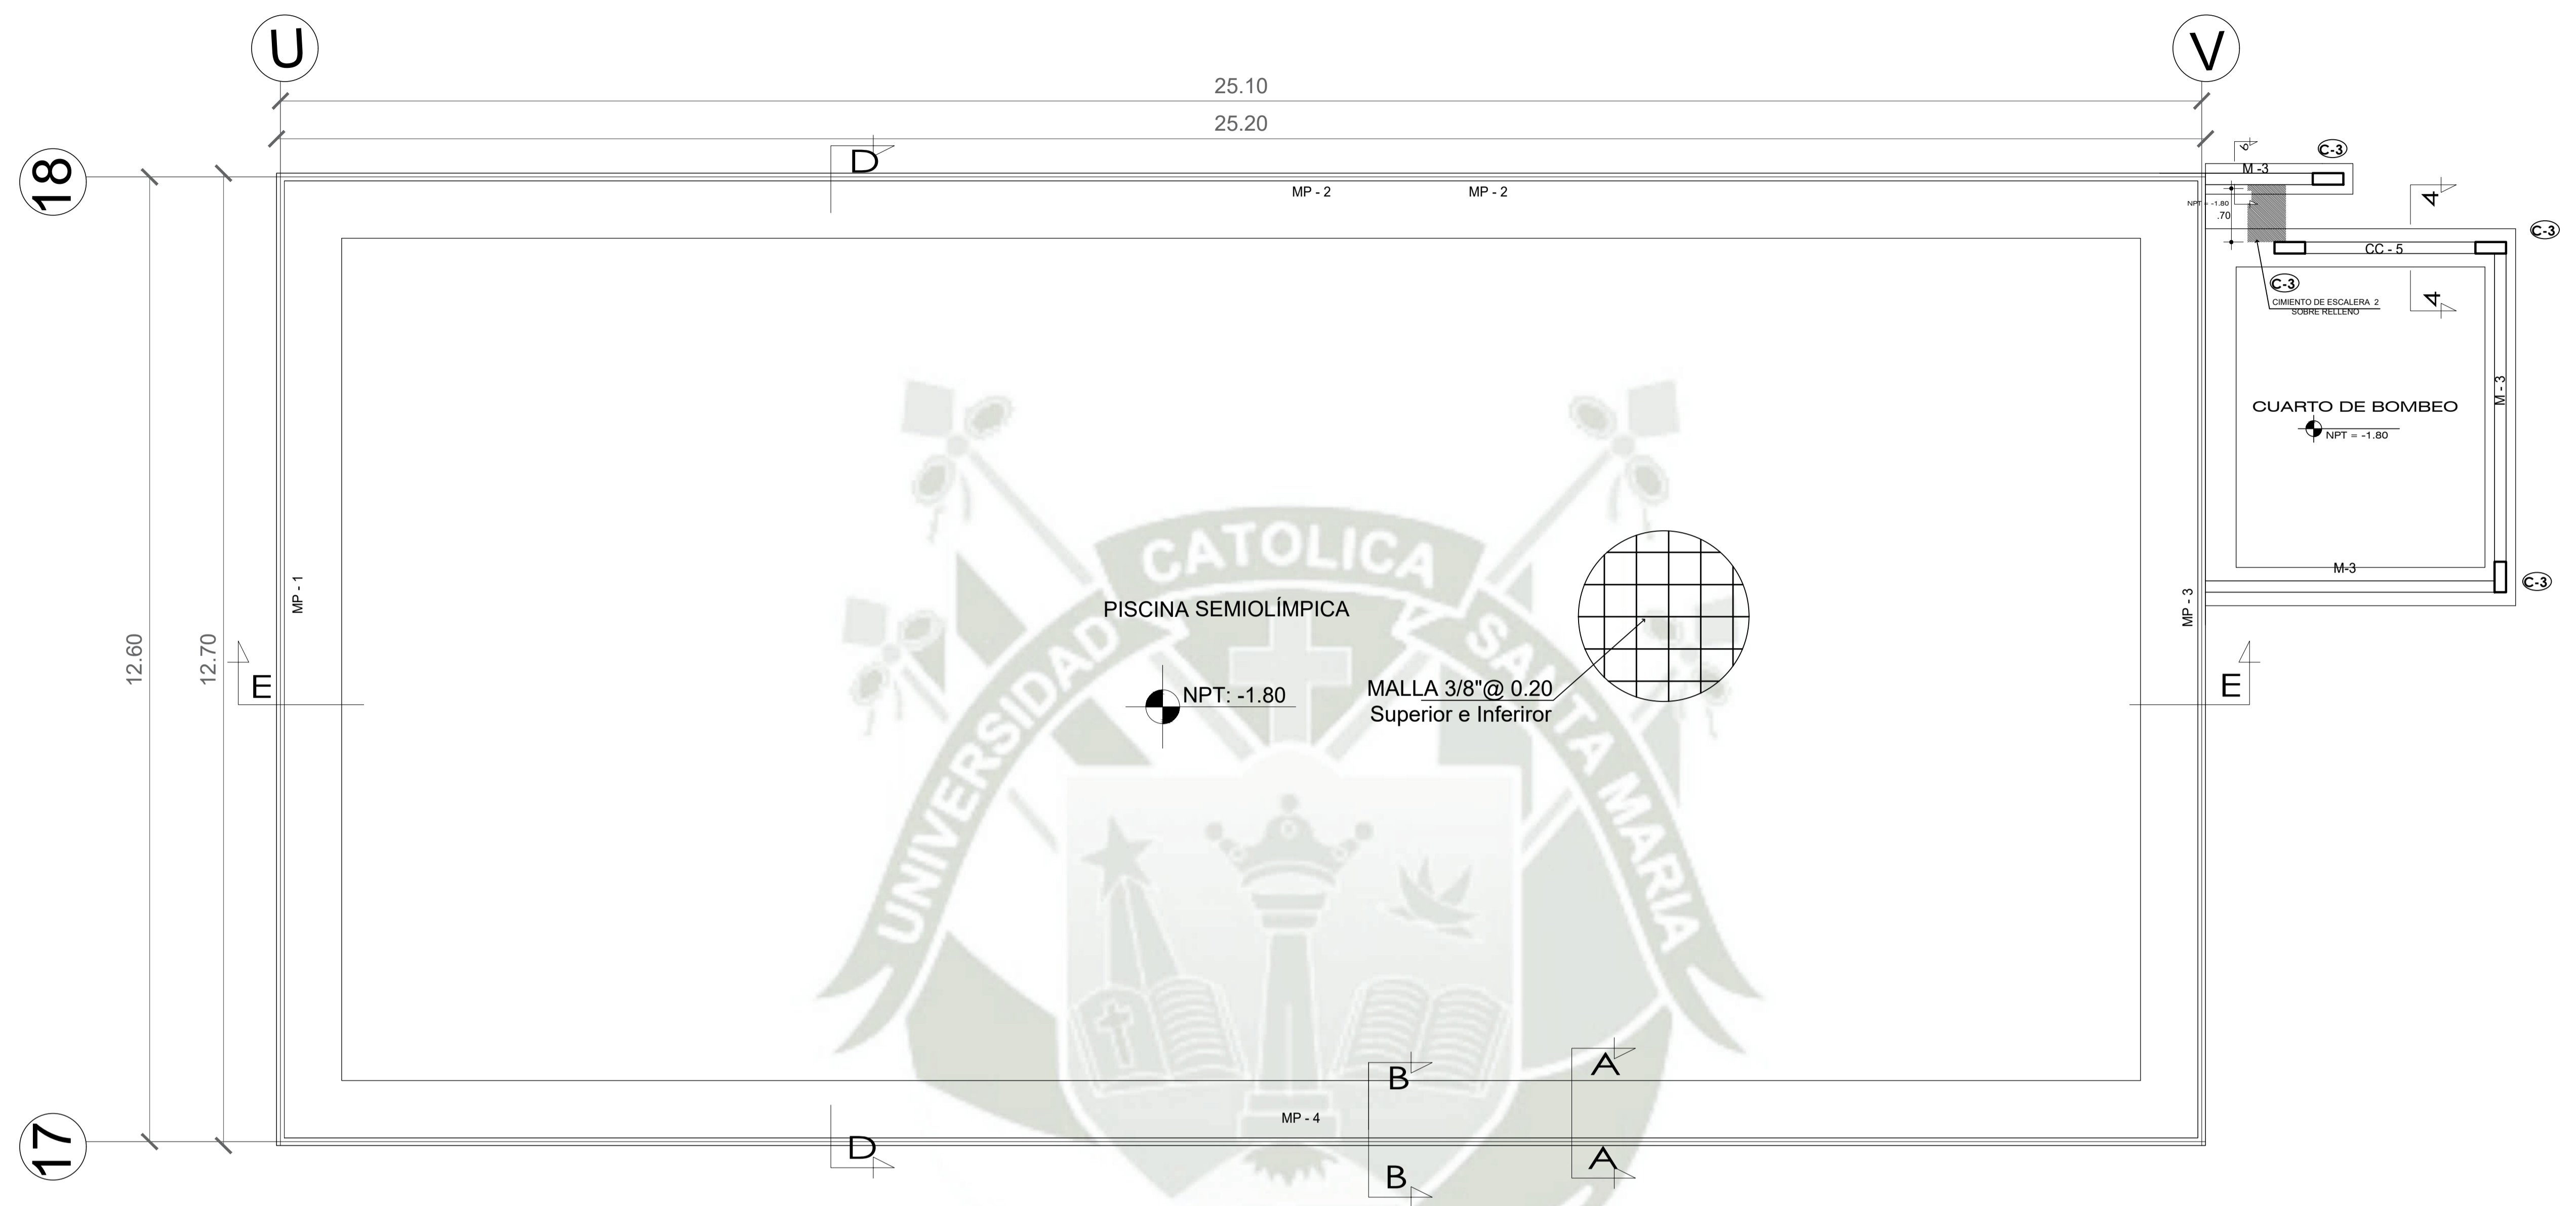 U
V
25.10
25.20
18
D
6
C-3
M -3
MP - 2
MP - 2
4
NPT = -1.80
.70
C-3
CC - 5
C-3
4
CIMIENTO DE ESCALERA 2
SOBRE RELLENO
M - 3
CUARTO DE BOMBEO
NPT = -1.80
CATOLICA
M-3
C-3
MP - 1
MP - 3
PISCINA SEMIOLÍMPICA
UNIVERSIDAD
SANTA MARIA
12.60
12.70
E
NPT: -1.80
MALLA 3/8"@ 0.20
Superior e Inferiror
E
B
A
MP - 4
17
D
B
A